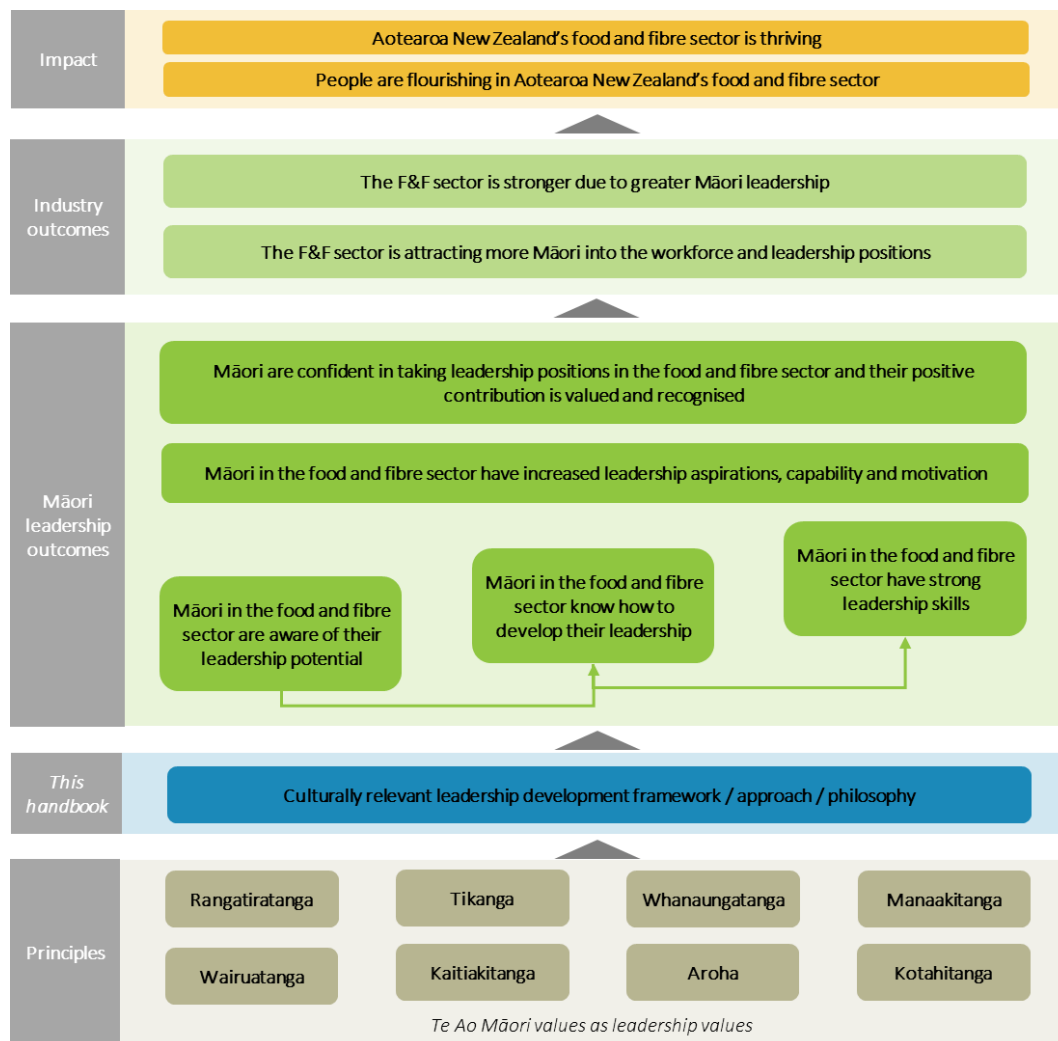 Impact
Aotearoa New Zealand's food and fibre sector is thriving
People are flourishing in Aotearoa New Zealand's food and fibre sector
Industry
outcomes
The F&F sector is stronger due to greater Māori leadership
The F&F sector is attracting more Māori into the workforce and leadership positions
Māori
leadership
outcomes
Māori are confident in taking leadership positions in the food and fibre sector and their positive
contribution is valued and recognised
Māori in the food and fibre sector have increased leadership aspirations, capability and motivation
Māori in the food and fibre
sector are aware of their
leadership potential
Māori in the food and fibre
sector know how to
develop their leadership
Māori in the food and fibre
sector have strong
leadership skills
This
handbook
Culturally relevant leadership development framework / approach / philosophy
Principles
Rangatiratanga
Tikanga
Whanaungatanga
Manaakitanga
Wairuatanga
Kaitiakitanga
Aroha
Kotahitanga
Te Ao Māori values as leadership values